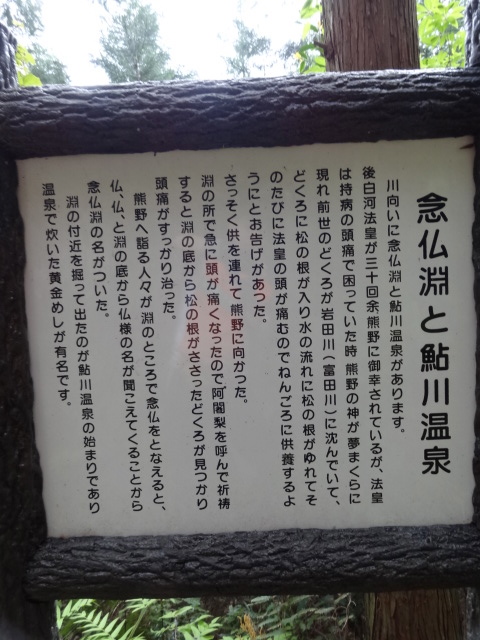 念仏淵と鮎川温泉
川向いに念仏淵と鮎川温泉があります。
後白河法皇が三十回余熊野に御幸されているが、法皇
は持病の頭痛で困っていた時 熊野の神が夢まくらに
現れ前世のどくろが岩田川(富田川)に沈んでいて、
どくろに松の根が入り水の流れに松の根がゆれてそ
のたびに法皇の頭が痛むのでねんごろに供養するよ
うにとお告げがあった。
さっそく供を連れて熊野に向かった。
淵の所で急に頭が痛くなったので阿闍梨を呼んで祈祷
すると淵の底から松の根がささったどくろが見つかり
頭痛がすっかり治った。
熊野へ詣る人々が淵のところで念仏をとなえると、
仏、仏、と淵の底から仏様の名が聞こえてくることから
念仏淵の名がついた。
淵の付近を掘って出たのが鮎川温泉の始まりであり
温泉で炊いた黄金めしが有名です。